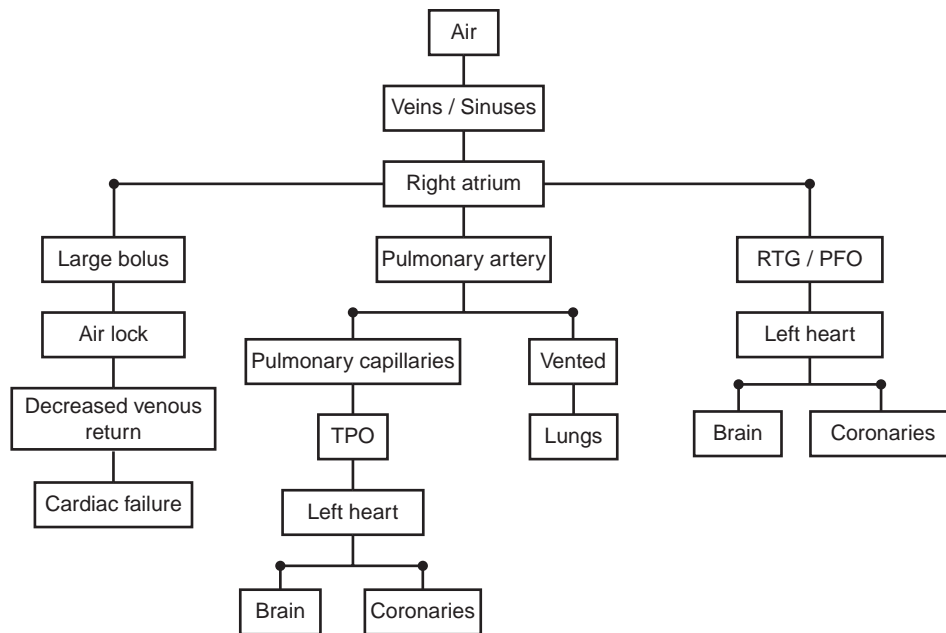 Air
Veins / Sinuses
Right atrium
Large bolus
Pulmonary artery
RTG / PFO
Air lock
Left heart
Pulmonary capillaries
Vented
Decreased venous
return
TPO
Lungs
Brain
Coronaries
Cardiac failure
Left heart
Brain
Coronaries